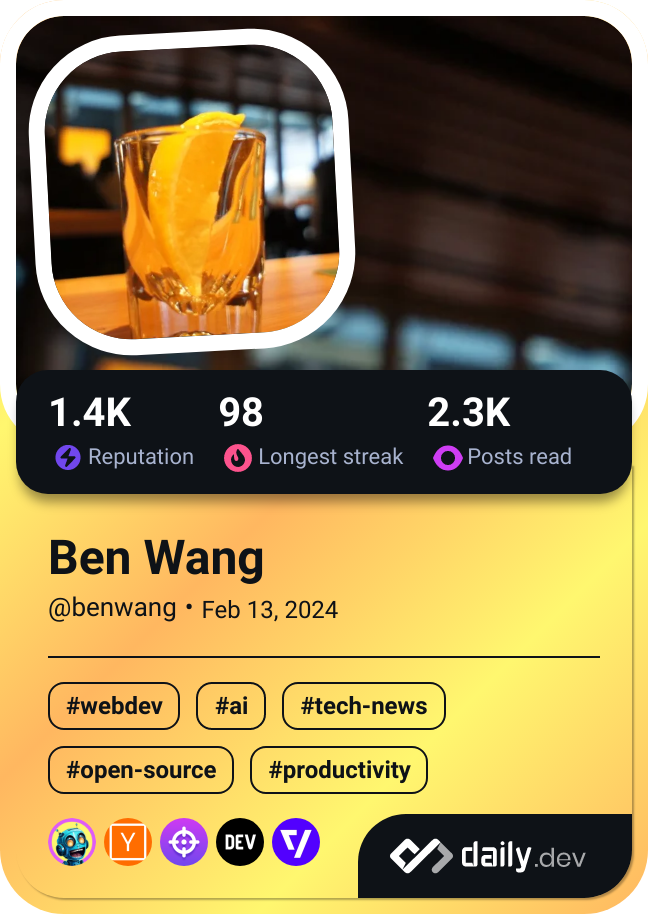 1.4K 98 2.3K
Reputation Longest streak Posts read
Ben Wang
@benwang • Feb 13, 2024
#webdev #ai #tech-news
#open-source #productivity
Y DEV daily.dev